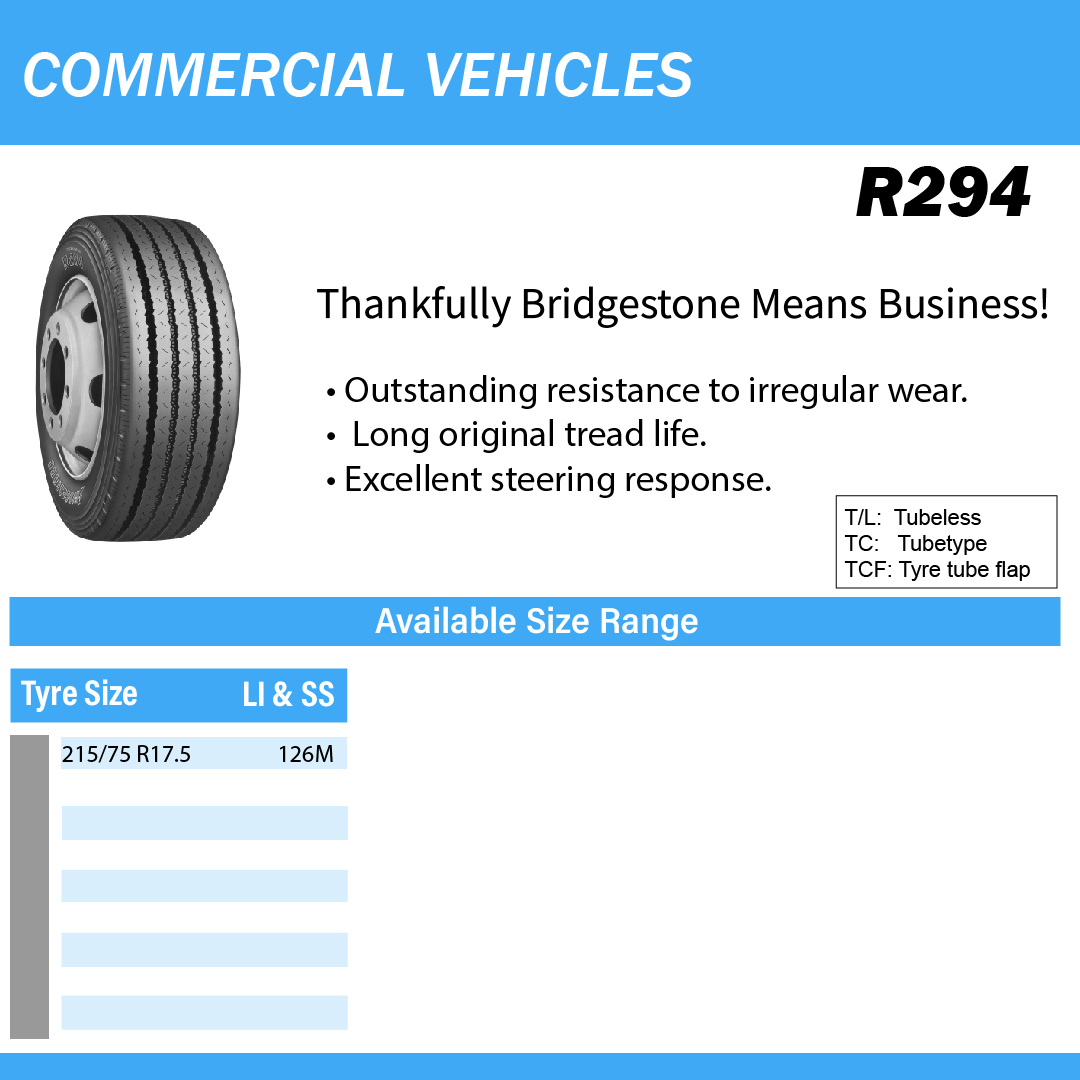 COMMERCIAL VEHICLES
R294
Thankfully Bridgestone Means Business!
• Outstanding resistance to irregular wear.
• Long original tread life.
• Excellent steering response.
T/L: Tubeless
TC: Tubetype
TCF: Tyre tube flap
Available Size Range
Tyre Size LI & SS
215/75 R17.5 126M